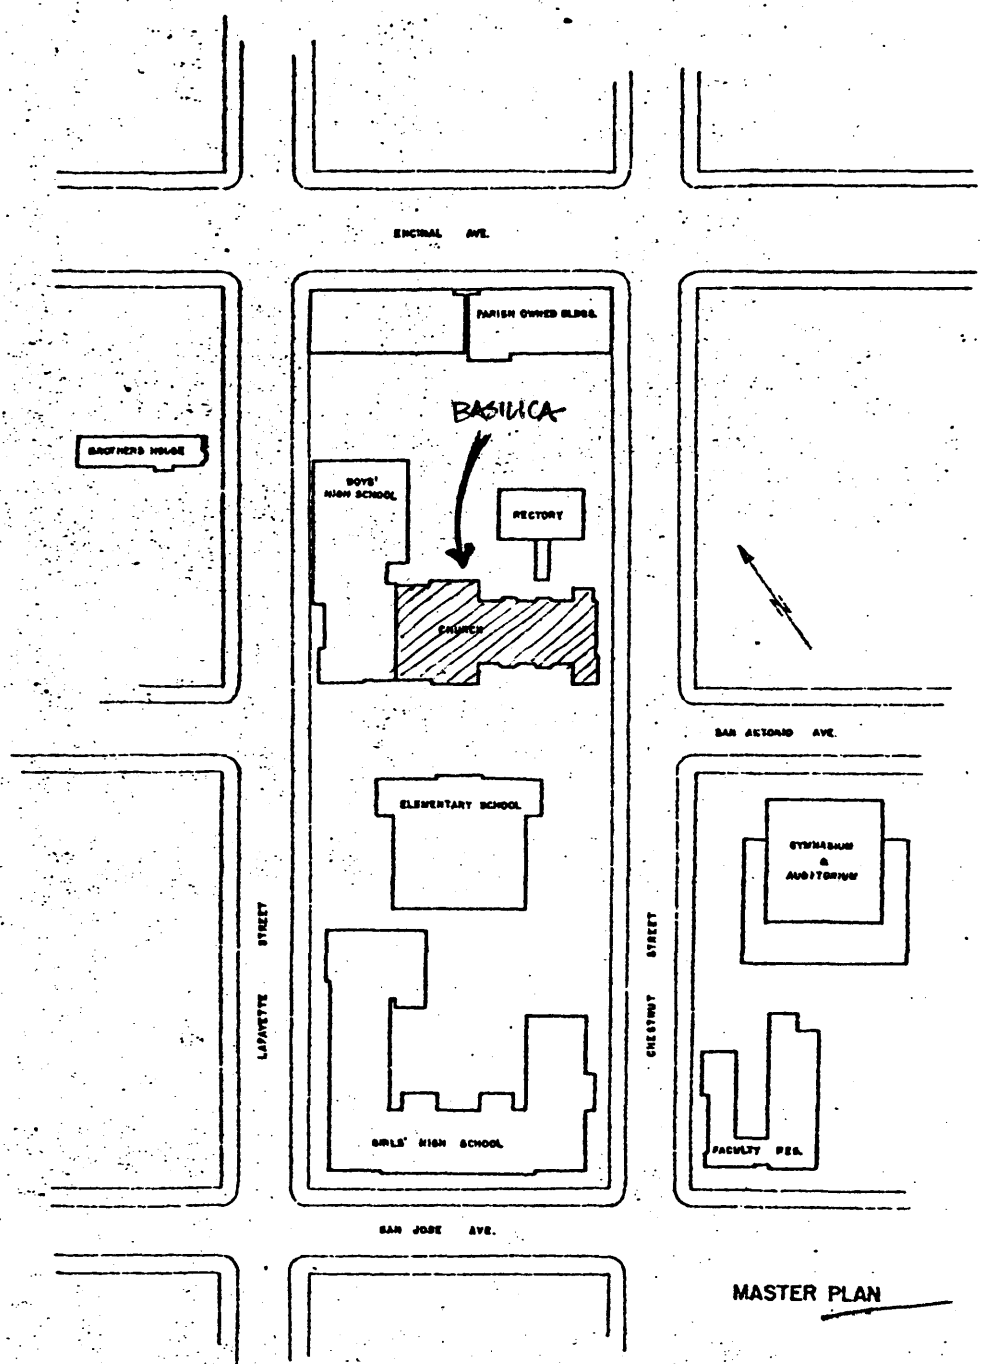 ENCINAL AVE.
PARISH OWNED BLDGS.
BASILICA
BROTHERS HOUSE
BOYS'
HIGH SCHOOL
RECTORY
CHURCH
N
SAN ANTONIO AVE.
ELEMENTARY SCHOOL
GYMNASIUM
&
AUDITORIUM
LAFAYETTE STREET
CHESTNUT STREET
GIRLS' HIGH SCHOOL
FACULTY RES.
SAN JOSE AVE.
MASTER PLAN